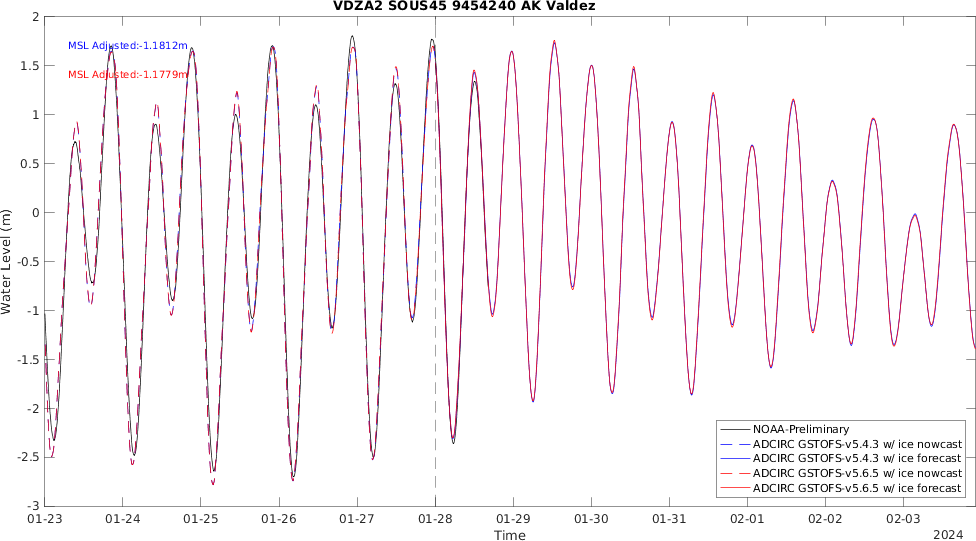 VDZA2 SOUS45 9454240 AK Valdez
MSL Adjusted:-1.1812m
MSL Adjusted:-1.1779m
Water Level (m)
2
1.5
1
0.5
0
-0.5
-1
-1.5
-2
-2.5
-3
NOAA-Preliminary
ADCIRC GSTOFS-v5.4.3 w/ ice nowcast
ADCIRC GSTOFS-v5.4.3 w/ ice forecast
ADCIRC GSTOFS-v5.6.5 w/ ice nowcast
ADCIRC GSTOFS-v5.6.5 w/ ice forecast
01-23 01-24 01-25 01-26 01-27 01-28 01-29 01-30 01-31 02-01 02-02 02-03
Time
2024